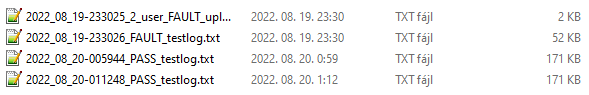 2022_08_19-233025_2_user_FAULT_upl... 2022. 08. 19. 23:30 TXT fájl 2 KB
2022_08_19-233026_FAULT_testlog.txt 2022. 08. 19. 23:30 TXT fájl 52 KB
2022_08_20-005944_PASS_testlog.txt 2022. 08. 20. 0:59 TXT fájl 171 KB
2022_08_20-011248_PASS_testlog.txt 2022. 08. 20. 1:12 TXT fájl 171 KB